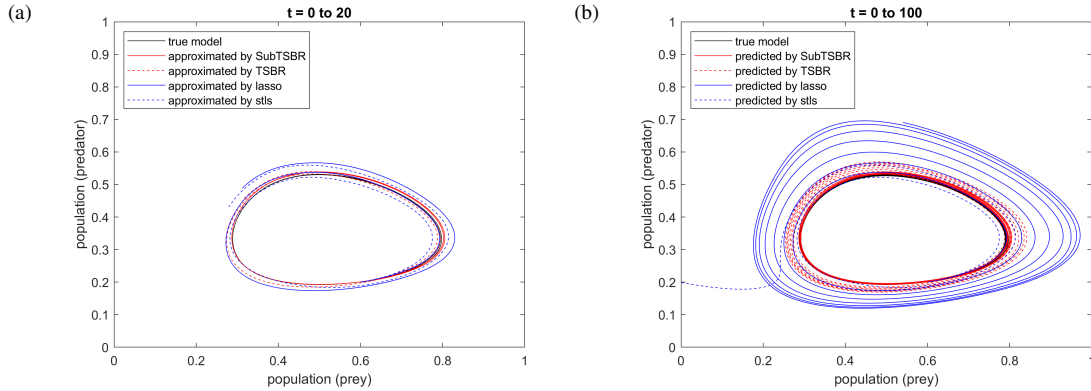 (a)
t = 0 to 20
1
0.9
0.8
0.7
0.6
0.5
0.4
0.3
0.2
0.1
0
population (predator)
true model
approximated by SubTSBR
approximated by TSBR
approximated by lasso
approximated by stls
0 0.2 0.4 0.6 0.8 1
population (prey)
(b)
t = 0 to 100
1
0.9
0.8
0.7
0.6
0.5
0.4
0.3
0.2
0.1
0
population (predator)
true model
predicted by SubTSBR
predicted by TSBR
predicted by lasso
predicted by stls
0 0.2 0.4 0.6 0.8 1
population (prey)